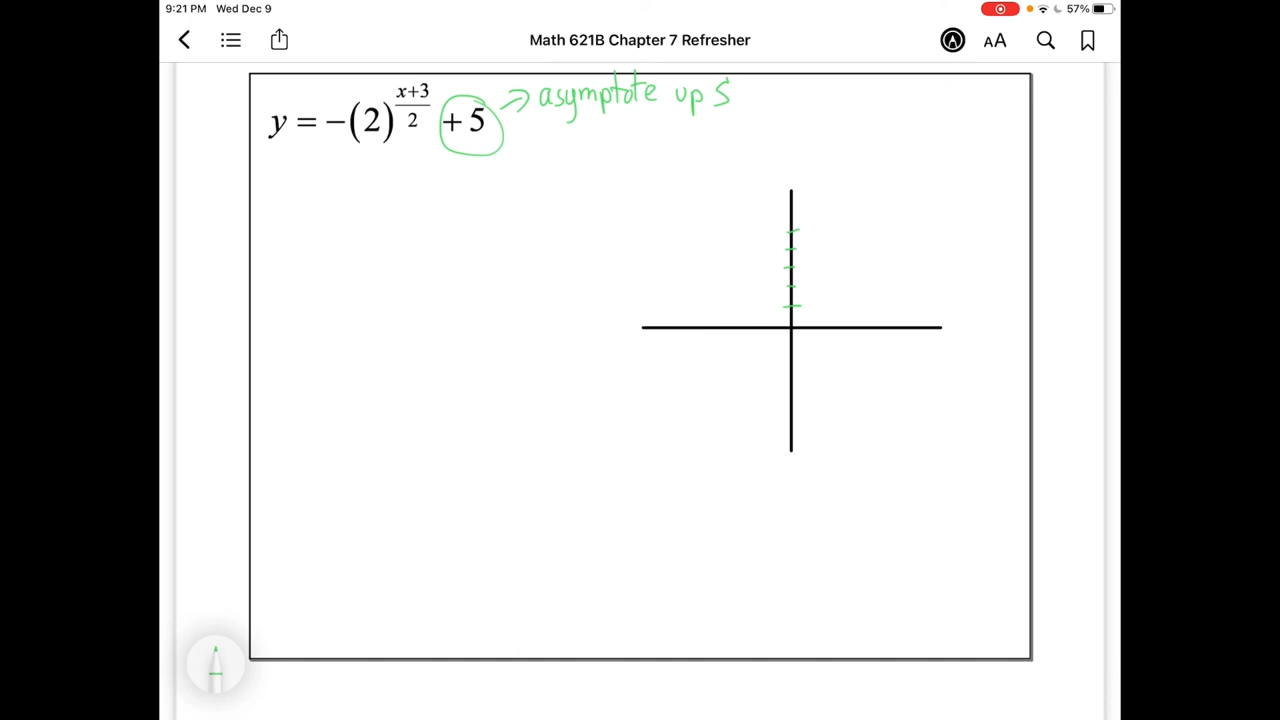 9:21 PM Wed Dec 9 57%
Math 621B Chapter 7 Refresher
AA
y = −(2)^((x+3)/2) + 5 → asymptote up 5